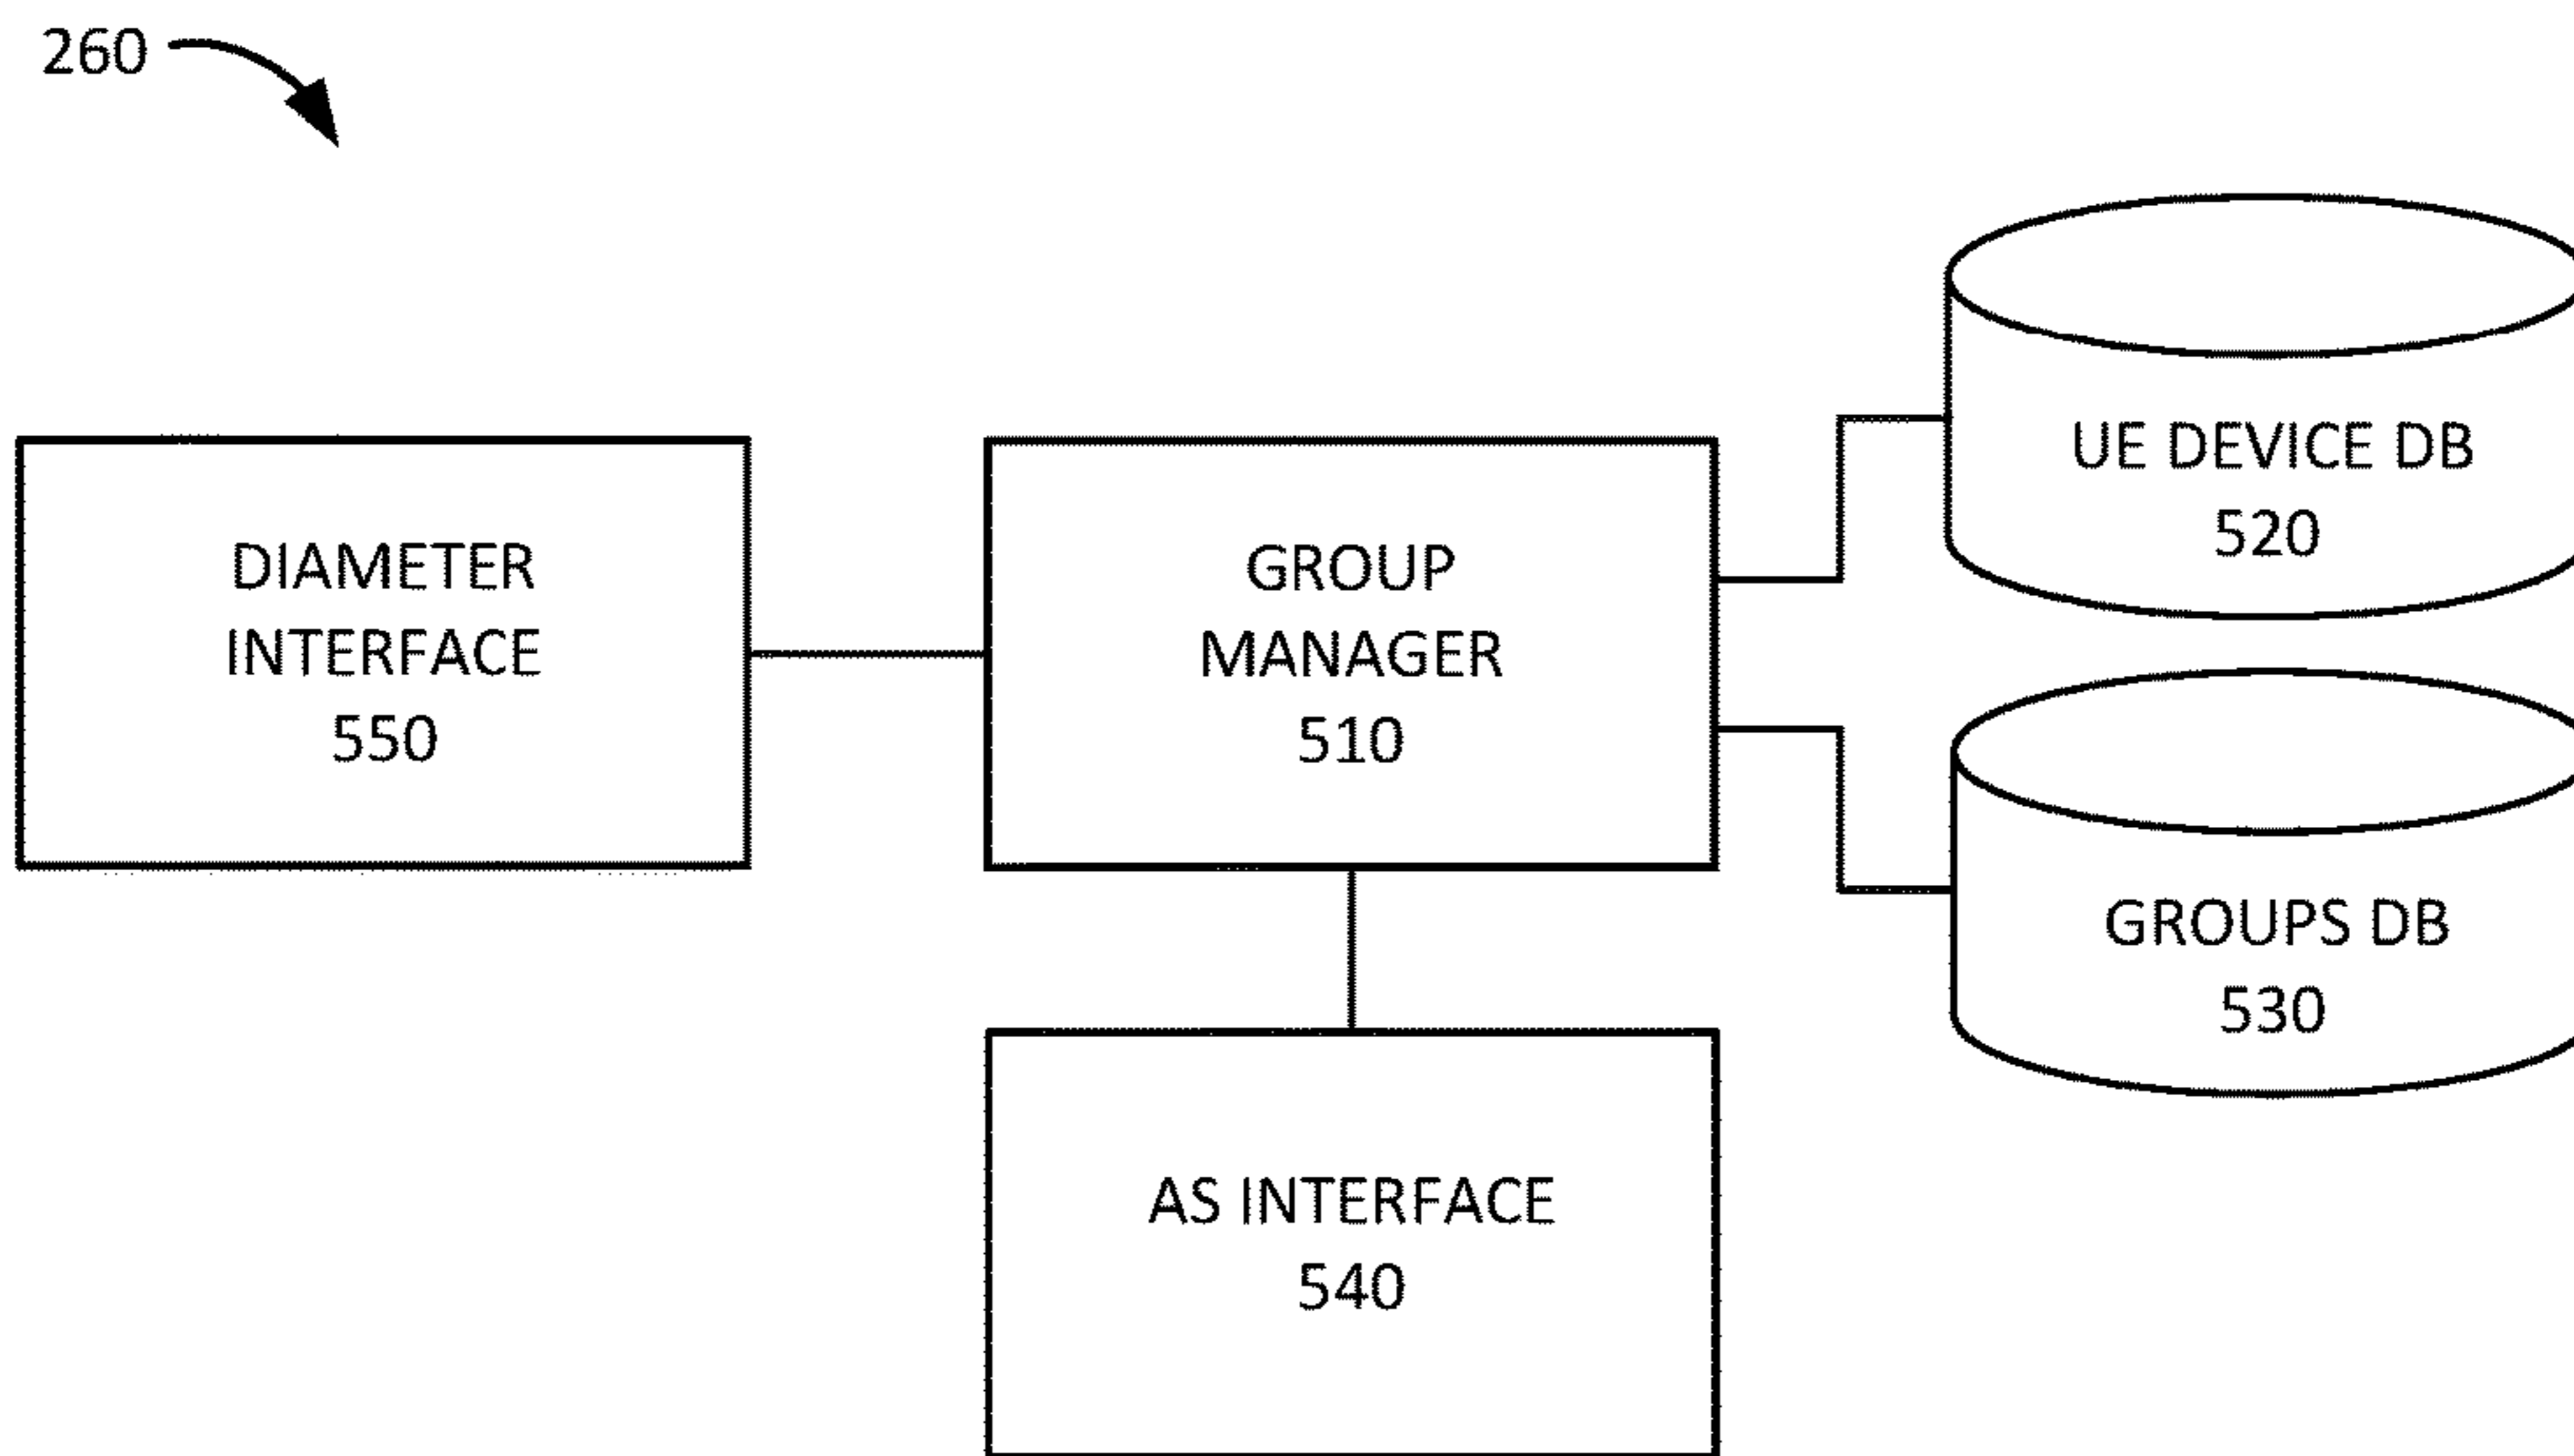 260
DIAMETER
INTERFACE
550
GROUP
MANAGER
510
UE DEVICE DB
520
GROUPS DB
530
AS INTERFACE
540